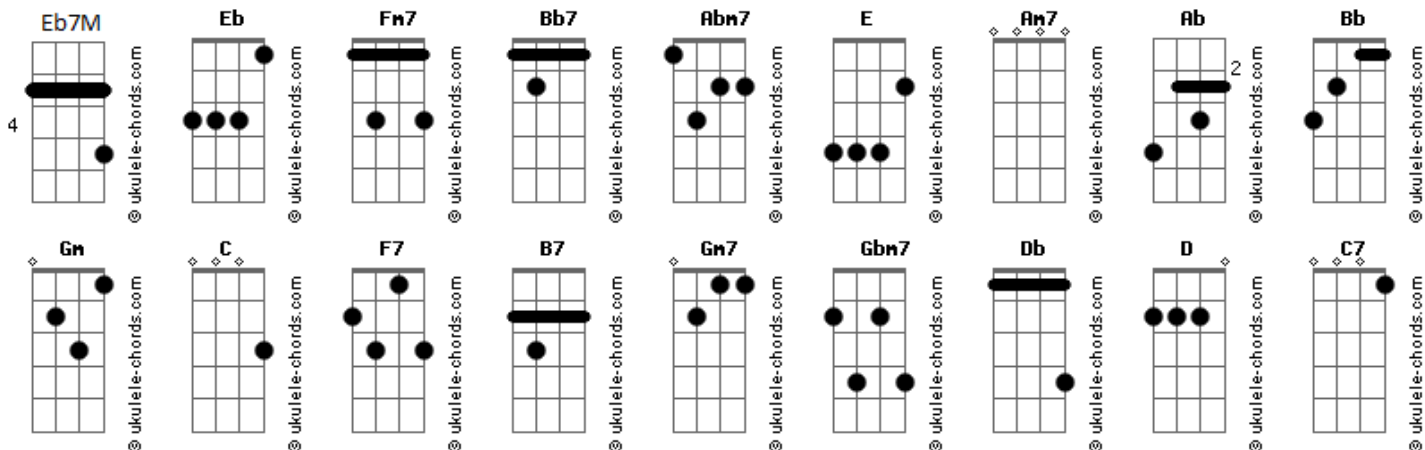 Eb7M Eb Fm7 Bb7 Abm7 E Am7 Ab Bb
4 2
© ukulele-chords.com © ukulele-chords.com © ukulele-chords.com © ukulele-chords.com © ukulele-chords.com © ukulele-chords.com © ukulele-chords.com © ukulele-chords.com © ukulele-chords.com
Gm C F7 B7 Gm7 Gbm7 Db D C7
© ukulele-chords.com © ukulele-chords.com © ukulele-chords.com © ukulele-chords.com © ukulele-chords.com © ukulele-chords.com © ukulele-chords.com © ukulele-chords.com © ukulele-chords.com